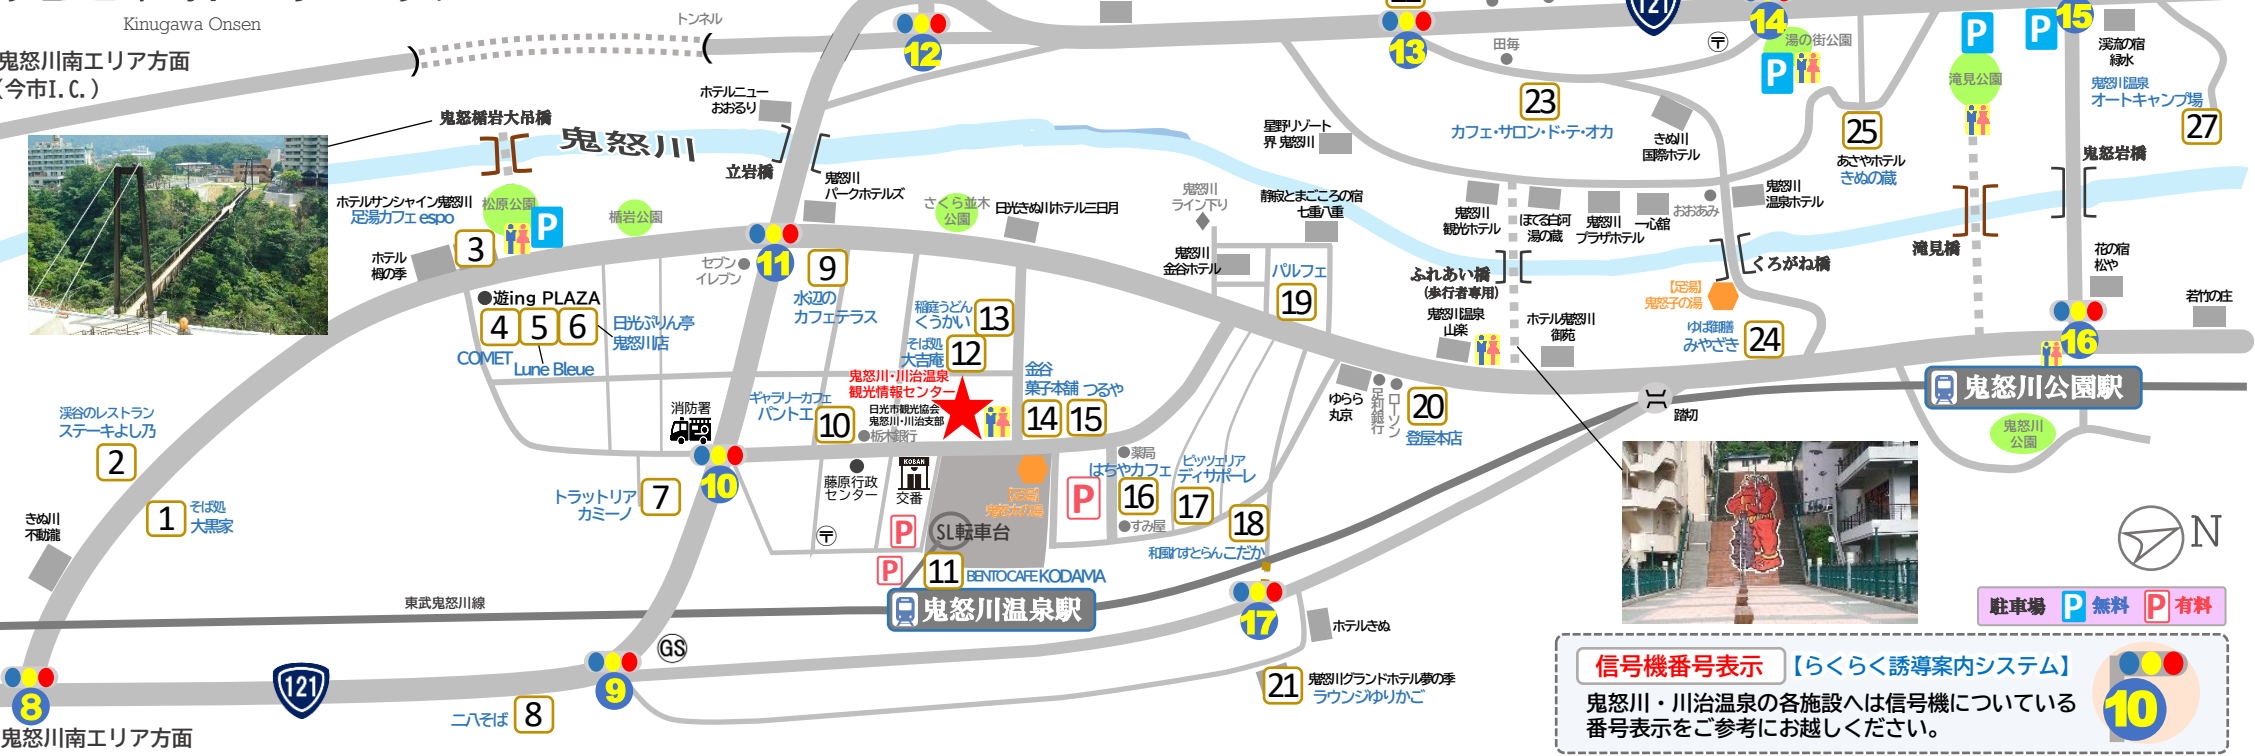 Kinugawa Onsen
鬼怒川南エリア方面
(今市I.C.)
トンネル
12
13
田毎
121
14
湯の街公園
P
〒
P
滝見公園
P
15
渓流の宿
緑水
鬼怒川温泉
オートキャンプ場
27
鬼怒楯岩大吊橋
鬼怒川
ホテルニュー
おおるり
立岩橋
鬼怒川
パークホテルズ
星野リゾート
界 鬼怒川
23
カフェ・サロン・ド・テ・オカ
きぬ川
国際ホテル
25
あさやホテル
きぬの蔵
鬼怒岩橋
ホテルサンシャイン鬼怒川
足湯カフェ espo
松原公園
P
3
楯岩公園
ホテル
栂の季
さくら並木
公園
日光きぬ川ホテル三日月
鬼怒川
ライン下り
静寂とまごころの宿
七重八重
鬼怒川
金谷ホテル
鬼怒川
観光ホテル
ほてる白河
湯の蔵
鬼怒川
プラザホテル
一心舘
おおあみ
鬼怒川
温泉ホテル
滝見橋
花の宿
松や
若竹の庄
セブン
イレブン
11
9
水辺の
カフェテラス
遊ing PLAZA
4
5
6
日光ぷりん亭
鬼怒川店
COMET
Lune Bleue
稲庭うどん
くうかい
13
そば処
大吉庵
12
パルフェ
19
ふれあい橋
(歩行者専用)
くろがね橋
【足湯】
鬼怒子の湯
ゆば御膳
みやざき
24
鬼怒川温泉
山楽
ホテル鬼怒川
御苑
16
鬼怒川公園駅
鬼怒川
公園
鬼怒川・川治温泉
観光情報センター
日光市観光協会
鬼怒川・川治支部
栃木銀行
ギャラリーカフェ
バントエ
10
金谷
菓子本舗
つるや
14
15
ゆらら
丸京
足利銀行
ローソン
20
登屋本店
踏切
渓谷のレストラン
ステーキよし乃
2
1
そば処
大黒家
きぬ川
不動瀧
消防署
10
トラットリア
カミーノ
7
藤原行政
センター
KOBAN
交番
P
P
〒
SL転車台
11
BENTO CAFE KODAMA
鬼怒川温泉駅
P
薬局
はちやカフェ
16
すみ屋
ピッツェリア
ディサポーレ
17
18
和風れすとらんこだか
17
東武鬼怒川線
GS
9
8
121
二八そば
8
鬼怒川南エリア方面
ホテルきぬ
21
鬼怒川グランドホテル夢の季
ラウンジゆりかご
N
駐車場
P
無料
P
有料
信号機番号表示
【らくらく誘導案内システム】
鬼怒川・川治温泉の各施設へは信号機についている
番号表示をご参考にお越しください。
10